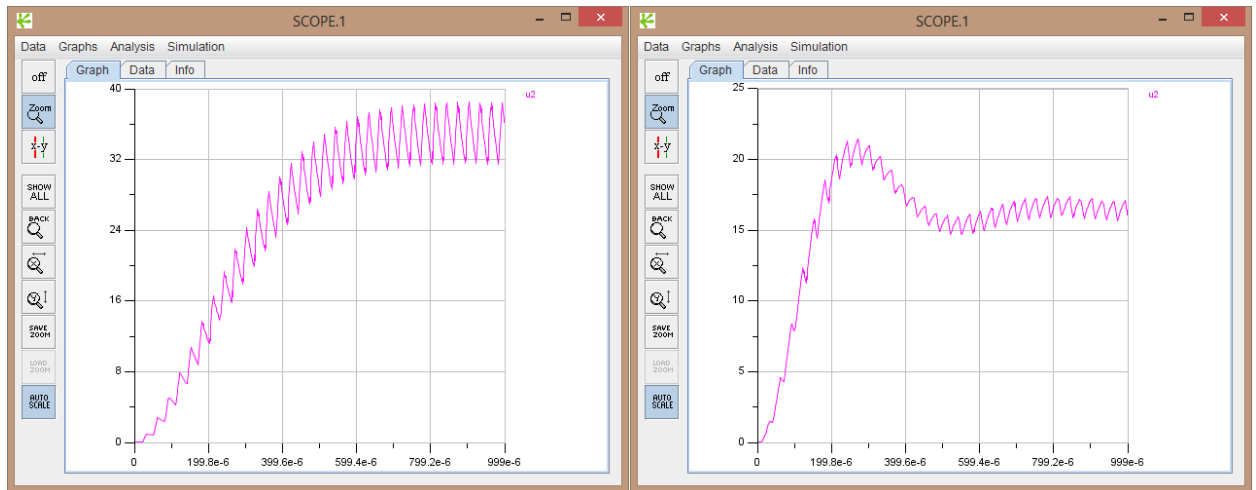 SCOPE.1
Data Graphs Analysis Simulation
off
Graph Data Info
Zoom
x-y
SHOW
ALL
BACK
SAVE
ZOOM
LOAD
ZOOM
AUTO
SCALE
40
32
24
16
8
0
0 199.8e-6 399.6e-6 599.4e-6 799.2e-6 999e-6
u2
SCOPE.1
Data Graphs Analysis Simulation
off
Graph Data Info
Zoom
x-y
SHOW
ALL
BACK
SAVE
ZOOM
LOAD
ZOOM
AUTO
SCALE
25
20
15
10
5
0
0 199.8e-6 399.6e-6 599.4e-6 799.2e-6 999e-6
u2